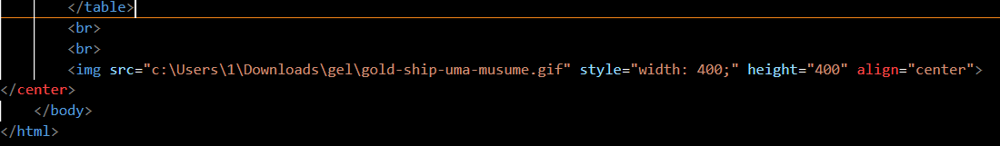 </table>
<br>
<br>
<img src="c:\Users\1\Downloads\gel\gold-ship-uma-musume.gif" style="width: 400;" height="400" align="center">
</center>
</body>
</html>